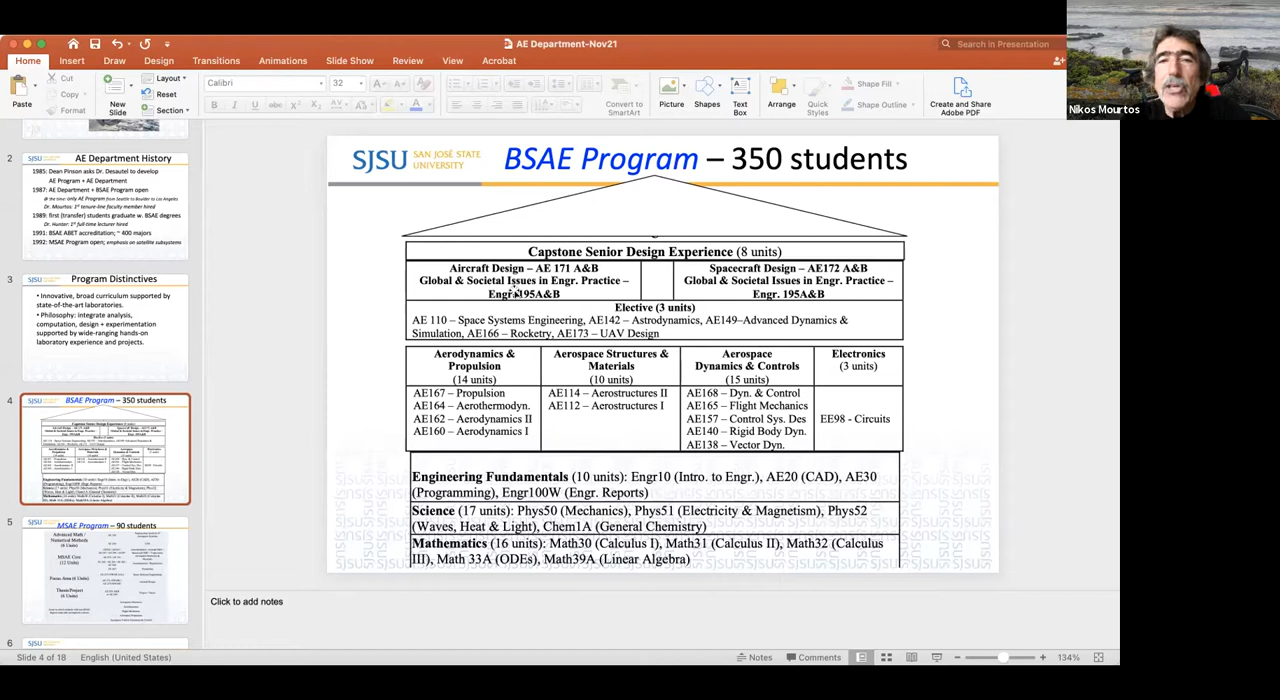 AE Department-Nov21
Search in Presentation
Home Insert Draw Design Transitions Animations Slide Show Review View Acrobat
Paste
Cut
Copy
Format
New Slide
Layout
Reset
Section
Calibri 32
Convert to SmartArt
Picture
Shapes
Text Box
Arrange
Quick Styles
Shape Fill
Shape Outline
Create and Share Adobe PDF
Nikos Mourtos
2
SJSU AE Department History
1985: Dean Pinson asks Dr. Desautel to develop
AE Program + AE Department
1987: AE Department + BSAE Program open
@ the time: only AE Program from Seattle to Boulder to Los Angeles
Dr. Mourtos: 1st tenure-line faculty member hired
1989: first (transfer) students graduate w. BSAE degrees
Dr. Hunter: 1st full-time lecturer hired
1991: BSAE ABET accreditation; ~ 400 majors
1992: MSAE Program open; emphasis on satellite subsystems
3
SJSU Program Distinctives
• Innovative, broad curriculum supported by
state-of-the-art laboratories.
• Philosophy: integrate analysis,
computation, design + experimentation
supported by wide-ranging hands-on
laboratory experience and projects.
4
SJSU BSAE Program – 350 students
5
SJSU MSAE Program – 90 students
Advanced Math /
Numerical Methods
(6 Units)
MSAE Core
(12 Units)
Focus Area (6 Units)
Thesis/Project
(6 Units)
6
SJSU SAN JOSÉ STATE UNIVERSITY
BSAE Program – 350 students
Capstone Senior Design Experience (8 units)
Aircraft Design – AE 171 A&B
Global & Societal Issues in Engr. Practice –
Engr. 195A&B
Spacecraft Design – AE172 A&B
Global & Societal Issues in Engr. Practice –
Engr. 195A&B
Elective (3 units)
AE 110 – Space Systems Engineering, AE142 – Astrodynamics, AE149–Advanced Dynamics &
Simulation, AE166 – Rocketry, AE173 – UAV Design
Aerodynamics &
Propulsion
(14 units)
Aerospace Structures &
Materials
(10 units)
Aerospace
Dynamics & Controls
(15 units)
Electronics
(3 units)
AE167 – Propulsion
AE164 – Aerothermodyn.
AE162 – Aerodynamics II
AE160 – Aerodynamics I
AE114 – Aerostructures II
AE112 – Aerostructures I
AE168 – Dyn. & Control
AE165 – Flight Mechanics
AE157 – Control Sys. Des
AE140 – Rigid Body Dyn.
AE138 – Vector Dyn.
EE98 - Circuits
Engineering Fundamentals (10 units): Engr10 (Intro. to Engr), AE20 (CAD), AE30
(Programming), Engr100W (Engr. Reports)
Science (17 units): Phys50 (Mechanics), Phys51 (Electricity & Magnetism), Phys52
(Waves, Heat & Light), Chem1A (General Chemistry)
Mathematics units): Math30 (Calculus I), Math31 (Calculus II), Math32 (Calculus
III), Math 33A (ODEs), Math39A (Linear Algebra)
Click to add notes
Slide 4 of 18 English (United States) Notes Comments 134%